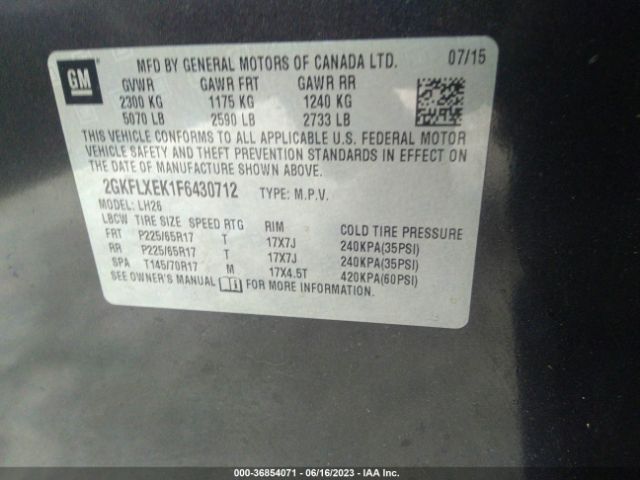 GM
MFD BY GENERAL MOTORS OF CANADA LTD. 07/15
GVWR GAWR FRT GAWR RR
2300 KG 1175 KG 1240 KG
5070 LB 2590 LB 2733 LB
THIS VEHICLE CONFORMS TO ALL APPLICABLE U.S. FEDERAL MOTOR
VEHICLE SAFETY AND THEFT PREVENTION STANDARDS IN EFFECT ON
THE DATE OF MANUFACTURE SHOWN ABOVE.
2GKFLXEK1F6430712 TYPE: M.P.V.
MODEL: LH26
LBCW TIRE SIZE SPEED RTG RIM COLD TIRE PRESSURE
FRT P225/65R17 T 17X7J 240KPA(35PSI)
RR P225/65R17 T 17X7J 240KPA(35PSI)
SPA T145/70R17 M 17X4.5T 420KPA(60PSI)
SEE OWNER'S MANUAL FOR MORE INFORMATION.
000-36854071 - 06/16/2023 - IAA Inc.